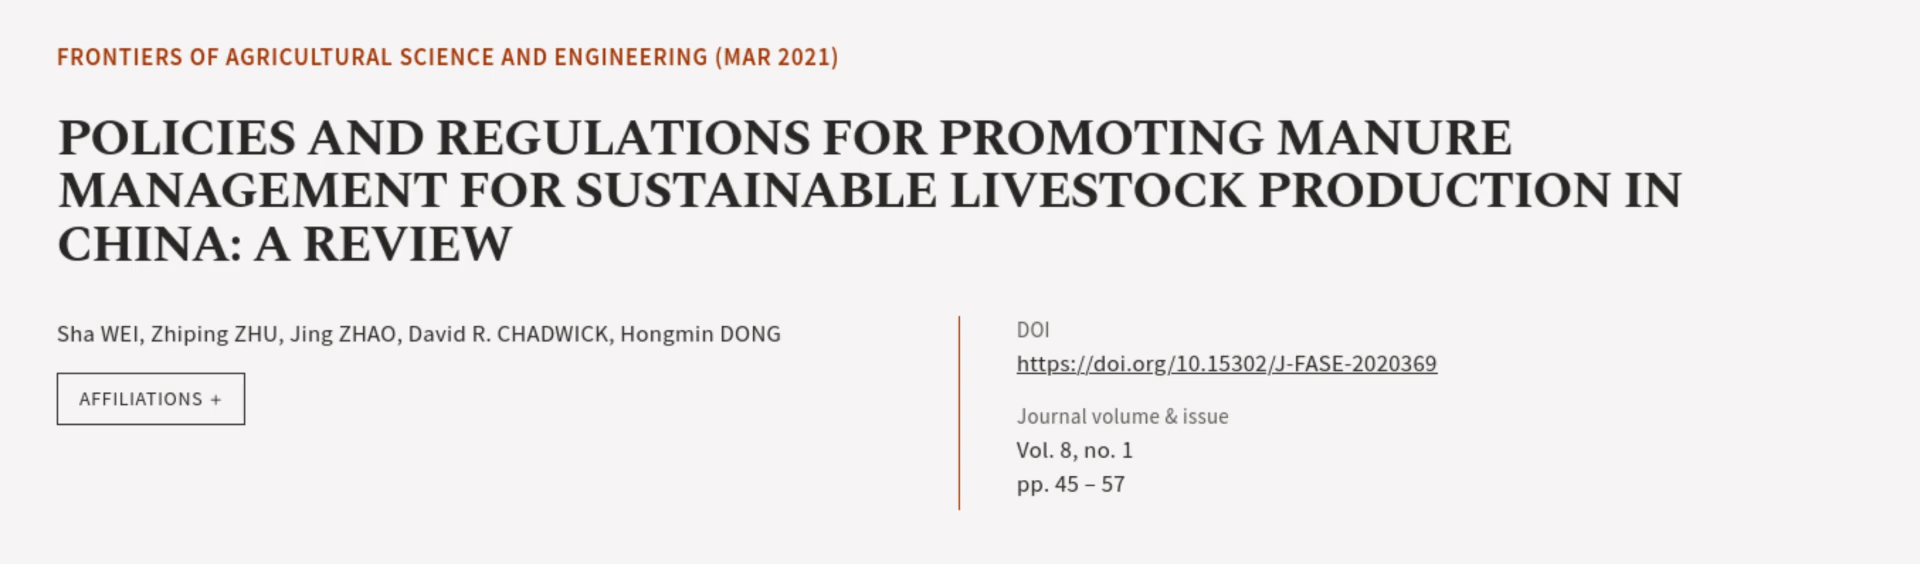 FRONTIERS OF AGRICULTURAL SCIENCE AND ENGINEERING (MAR 2021)
POLICIES AND REGULATIONS FOR PROMOTING MANURE
MANAGEMENT FOR SUSTAINABLE LIVESTOCK PRODUCTION IN
CHINA: A REVIEW
Sha WEI, Zhiping ZHU, Jing ZHAO, David R. CHADWICK, Hongmin DONG
AFFILIATIONS +
DOI
https://doi.org/10.15302/J-FASE-2020369
Journal volume & issue
Vol. 8, no. 1
pp. 45 – 57